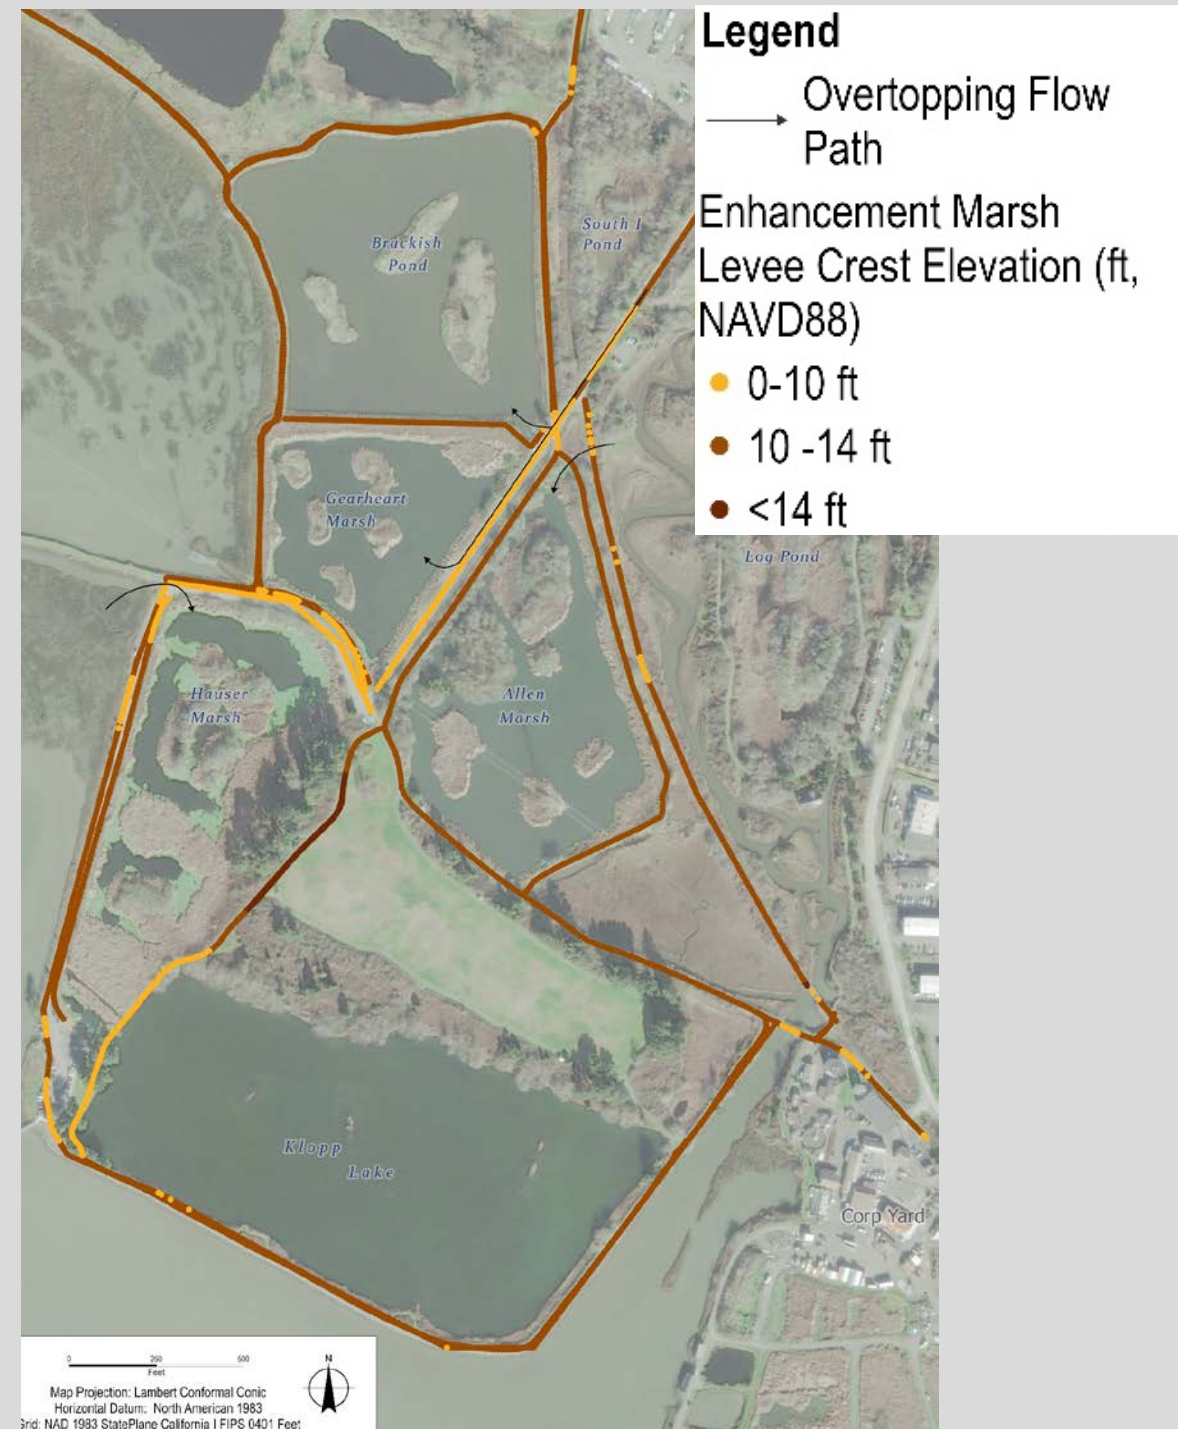 Legend
Overtopping Flow
Path
Enhancement Marsh
Levee Crest Elevation (ft,
NAVD88)
0-10 ft
10 -14 ft
<14 ft
South I
Pond
Brackish
Pond
Gearheart
Marsh
Log Pond
Hauser
Marsh
Allen
Marsh
Klopp
Lake
Corp Yard
0 250 500
Feet
N
Map Projection: Lambert Conformal Conic
Horizontal Datum: North American 1983
Grid: NAD 1983 StatePlane California I FIPS 0401 Feet